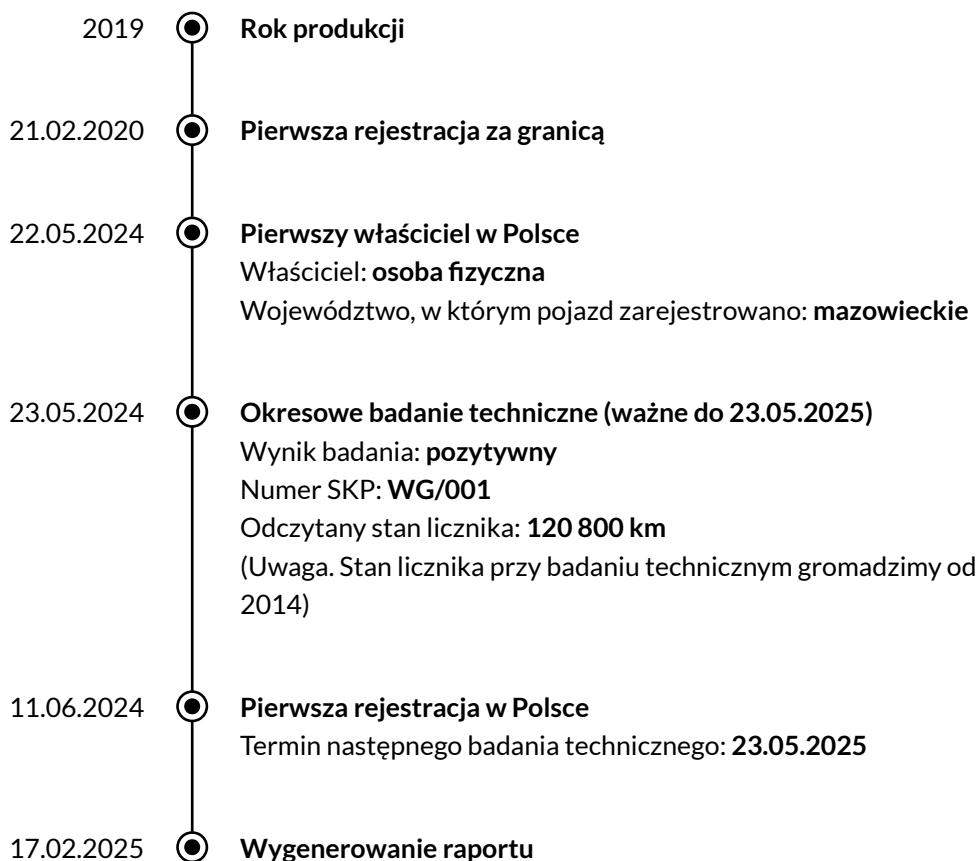 2019 Rok produkcji
21.02.2020 Pierwsza rejestracja za granicą
22.05.2024 Pierwszy właściciel w Polsce
Właściciel: osoba fizyczna
Województwo, w którym pojazd zarejestrowano: mazowieckie
23.05.2024 Okresowe badanie techniczne (ważne do 23.05.2025)
Wynik badania: pozytywny
Numer SKP: WG/001
Odczytany stan licznika: 120 800 km
(Uwaga. Stan licznika przy badaniu technicznym gromadzimy od
2014)
11.06.2024 Pierwsza rejestracja w Polsce
Termin następnego badania technicznego: 23.05.2025
17.02.2025 Wygenerowanie raportu